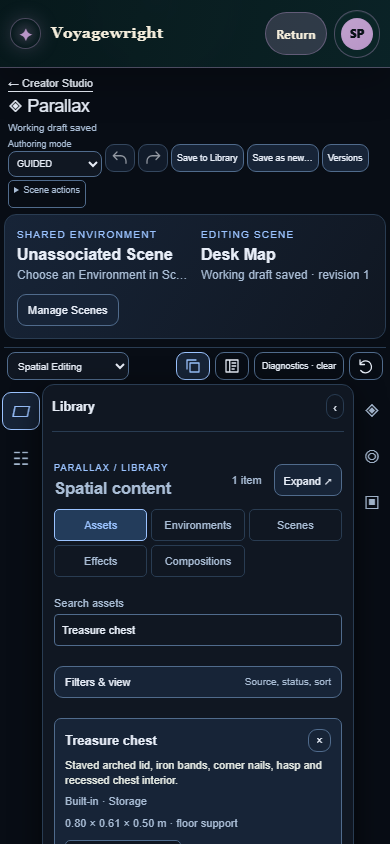 Voyagewright
Return
SP
← Creator Studio
Parallax
Working draft saved
Authoring mode
GUIDED
Save to Library
Save as new...
Versions
Scene actions
SHARED ENVIRONMENT
Unassociated Scene
Choose an Environment in Sc...
EDITING SCENE
Desk Map
Working draft saved · revision 1
Manage Scenes
Spatial Editing
Diagnostics · clear
Library
PARALLAX / LIBRARY
Spatial content
1 item
Expand ↗
Assets
Environments
Scenes
Effects
Compositions
Search assets
Treasure chest
Filters & view
Source, status, sort
Treasure chest
×
Staved arched lid, iron bands, corner nails, hasp and
recessed chest interior.
Built-in · Storage
0.80 × 0.61 × 0.50 m · floor support